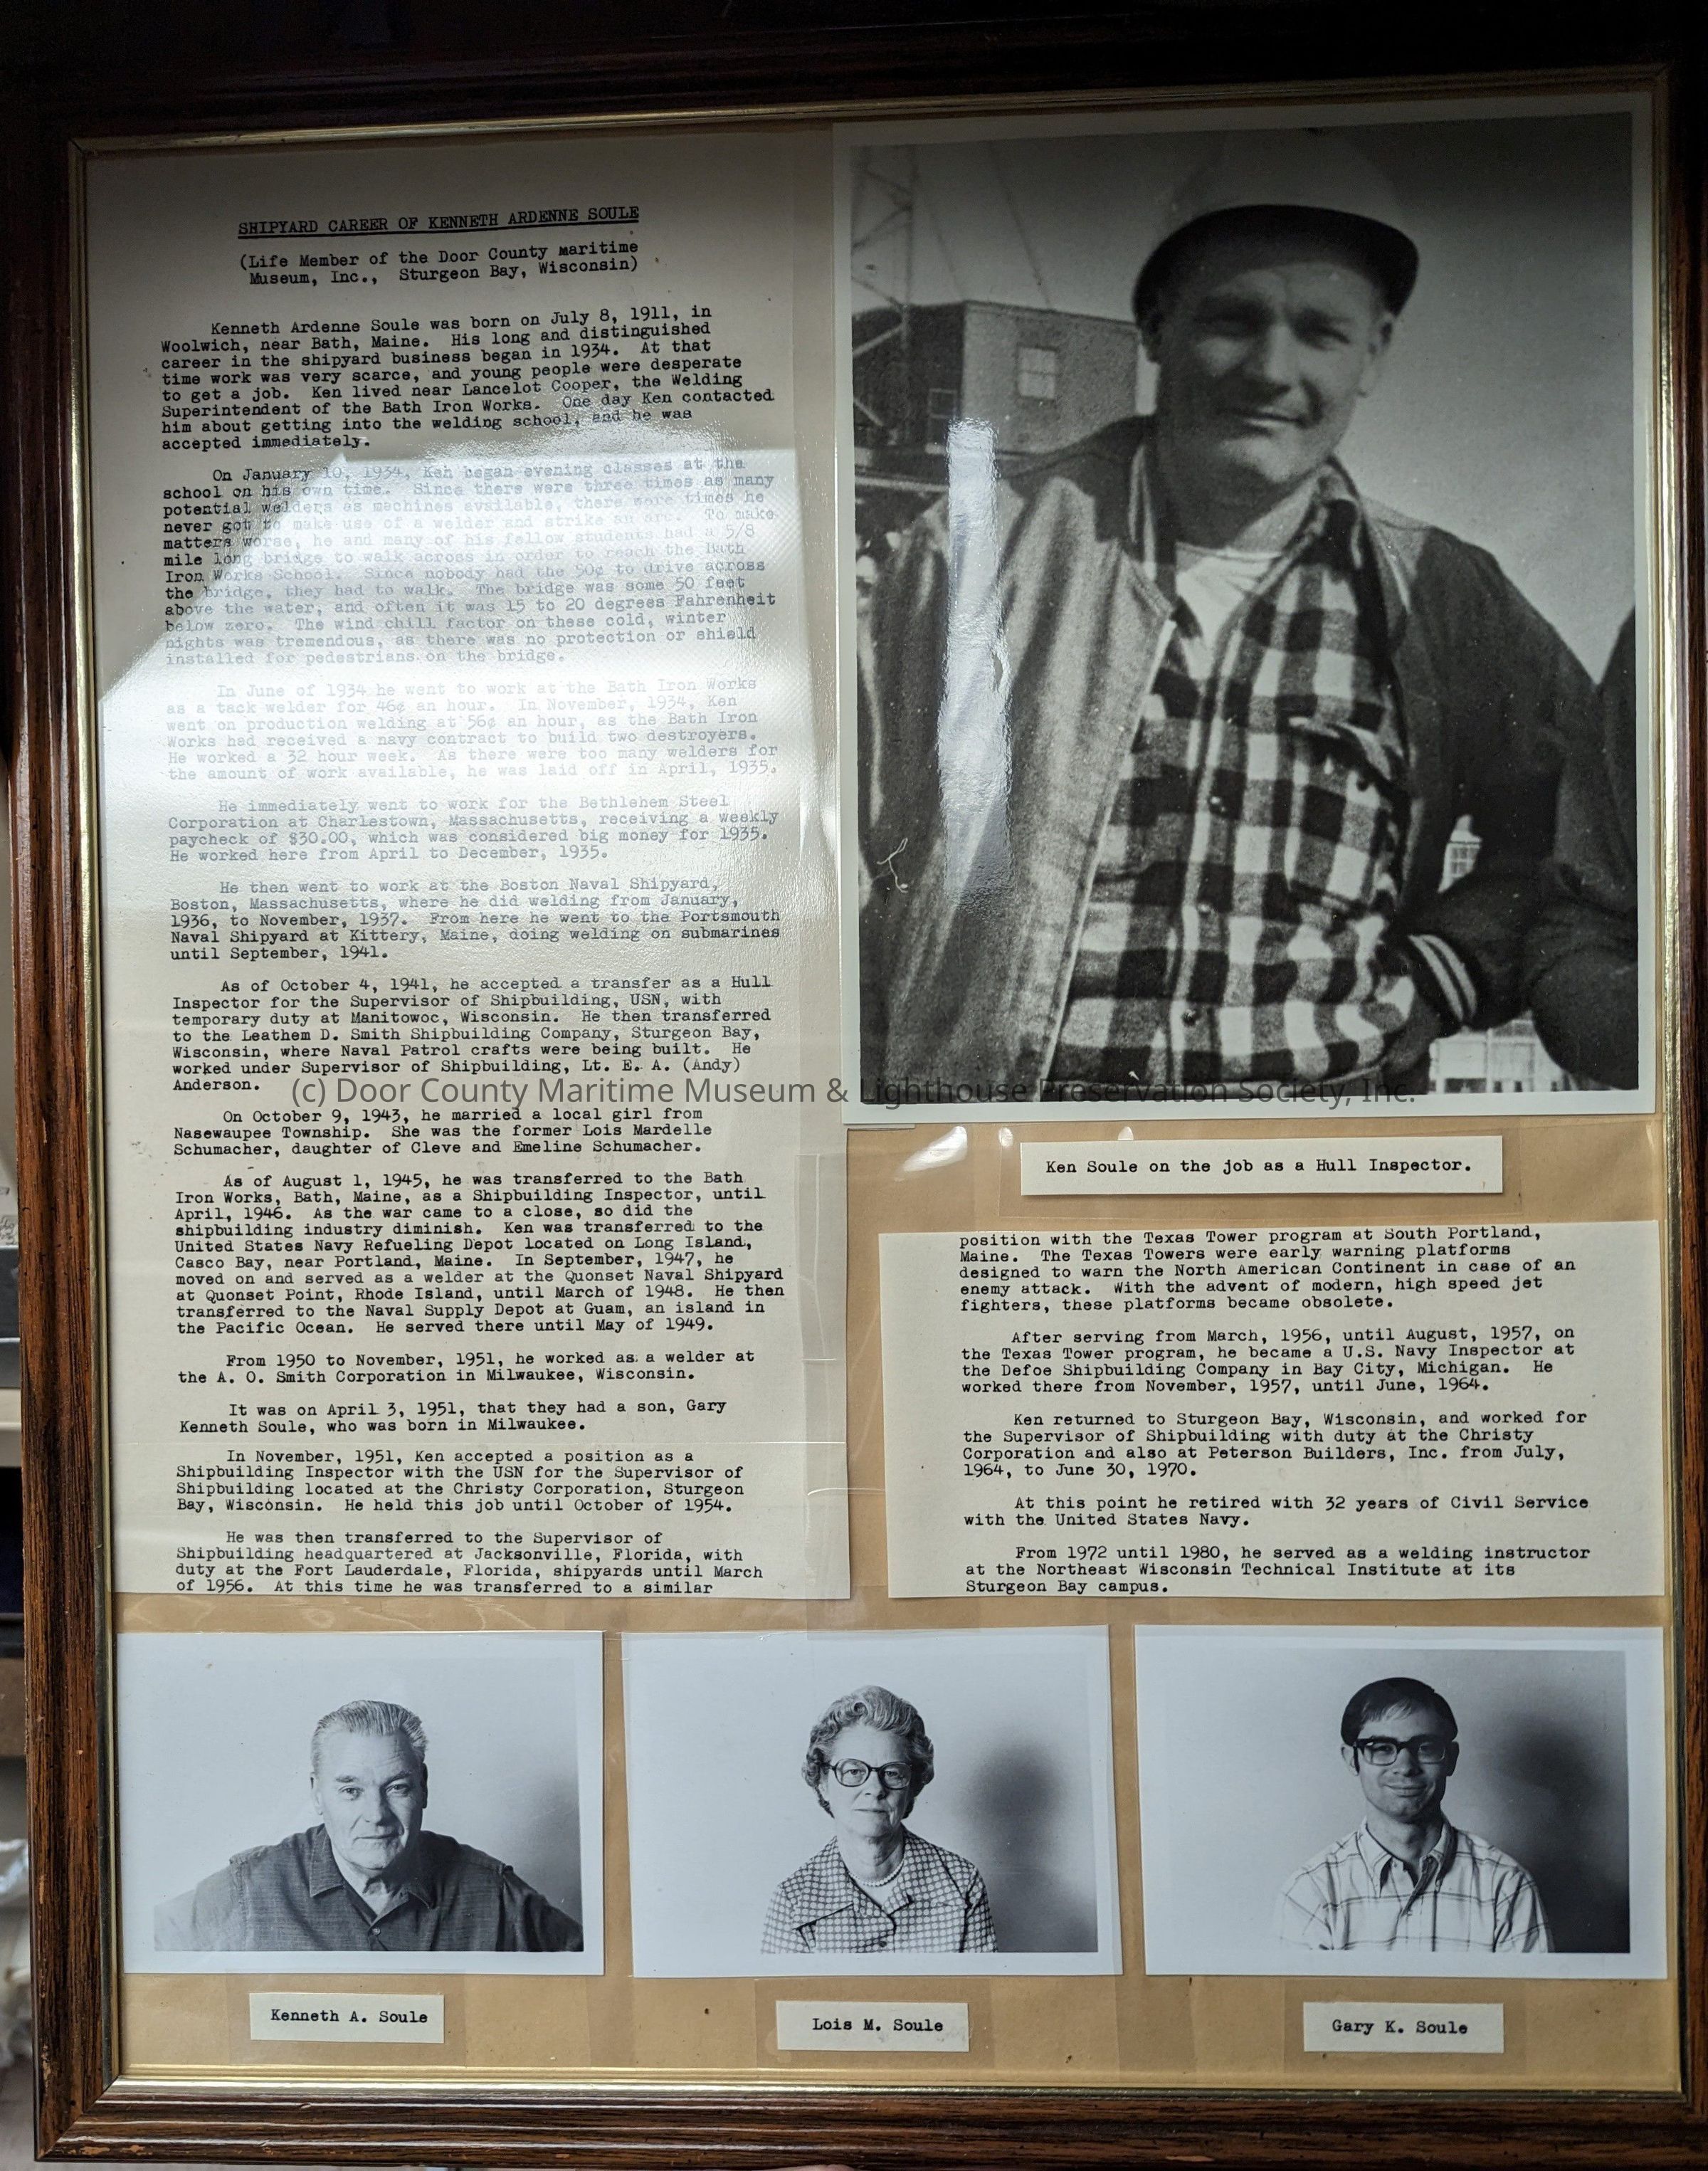 SHIPYARD CAREER OF KENNETH ARDENNE SOULE
(Life Member of the Door County Maritime
Museum, Inc., Sturgeon Bay, Wisconsin)
Kenneth Ardenne Soule was born on July 8, 1911, in
Woolwich, near Bath, Maine. His long and distinguished
career in the shipyard business began in 1934. At that
time work was very scarce, and young people were desperate
to get a job. Ken lived near Lancelot Cooper, the Welding
Superintendent of the Bath Iron Works. One day Ken contacted
him about getting into the welding school, and he was
accepted immediately.
On January 10, 1934, Ken began evening classes at the
school on his own time. Since there were three times as many
potential welders as machines available, there were times he
never got to make use of a welder and strike an arc. To make
matters worse, he and many of his fellow students had a 5/8
mile long bridge to walk across in order to reach the Bath
Iron Works School. Since nobody had the 50¢ to drive across
the bridge, they had to walk. The bridge was some 50 feet
above the water, and often it was 15 to 20 degrees Fahrenheit
below zero. The wind chill factor on these cold, winter
nights was tremendous, as there was no protection or shield
installed for pedestrians on the bridge.
In June of 1934 he went to work at the Bath Iron Works
as a tack welder for 46¢ an hour. In November, 1934, Ken
went on production welding at 56¢ an hour, as the Bath Iron
Works had received a navy contract to build two destroyers.
He worked a 32 hour week. As there were too many welders for
the amount of work available, he was laid off in April, 1935.
He immediately went to work for the Bethlehem Steel
Corporation at Charlestown, Massachusetts, receiving a weekly
paycheck of $30.00, which was considered big money for 1935.
He worked here from April to December, 1935.
He then went to work at the Boston Naval Shipyard,
Boston, Massachusetts, where he did welding from January,
1936, to November, 1937. From here he went to the Portsmouth
Naval Shipyard at Kittery, Maine, doing welding on submarines
until September, 1941.
As of October 4, 1941, he accepted a transfer as a Hull
Inspector for the Supervisor of Shipbuilding, USN, with
temporary duty at Manitowoc, Wisconsin. He then transferred
to the Leathem D. Smith Shipbuilding Company, Sturgeon Bay,
Wisconsin, where Naval Patrol crafts were being built. He
worked under Supervisor of Shipbuilding, Lt. E. A. (Andy)
Anderson.
On October 9, 1943, he married a local girl from
Nasewaupee Township. She was the former Lois Mardelle
Schumacher, daughter of Cleve and Emeline Schumacher.
As of August 1, 1945, he was transferred to the Bath
Iron Works, Bath, Maine, as a Shipbuilding Inspector, until
April, 1946. As the war came to a close, so did the
shipbuilding industry diminish. Ken was transferred to the
United States Navy Refueling Depot located on Long Island,
Casco Bay, near Portland, Maine. In September, 1947, he
moved on and served as a welder at the Quonset Naval Shipyard
at Quonset Point, Rhode Island, until March of 1948. He then
transferred to the Naval Supply Depot at Guam, an island in
the Pacific Ocean. He served there until May of 1949.
From 1950 to November, 1951, he worked as a welder at
the A. O. Smith Corporation in Milwaukee, Wisconsin.
It was on April 3, 1951, that they had a son, Gary
Kenneth Soule, who was born in Milwaukee.
In November, 1951, Ken accepted a position as a
Shipbuilding Inspector with the USN for the Supervisor of
Shipbuilding located at the Christy Corporation, Sturgeon
Bay, Wisconsin. He held this job until October of 1954.
He was then transferred to the Supervisor of
Shipbuilding headquartered at Jacksonville, Florida, with
duty at the Fort Lauderdale, Florida, shipyards until March
of 1956. At this time he was transferred to a similar
(c) Door County Maritime Museum & Lighthouse Preservation Society, Inc.
Ken Soule on the job as a Hull Inspector.
position with the Texas Tower program at South Portland,
Maine. The Texas Towers were early warning platforms
designed to warn the North American Continent in case of an
enemy attack. With the advent of modern, high speed jet
fighters, these platforms became obsolete.
After serving from March, 1956, until August, 1957, on
the Texas Tower program, he became a U.S. Navy Inspector at
the Defoe Shipbuilding Company in Bay City, Michigan. He
worked there from November, 1957, until June, 1964.
Ken returned to Sturgeon Bay, Wisconsin, and worked for
the Supervisor of Shipbuilding with duty at the Christy
Corporation and also at Peterson Builders, Inc. from July,
1964, to June 30, 1970.
At this point he retired with 32 years of Civil Service
with the United States Navy.
From 1972 until 1980, he served as a welding instructor
at the Northeast Wisconsin Technical Institute at its
Sturgeon Bay campus.
Kenneth A. Soule
Lois M. Soule
Gary K. Soule